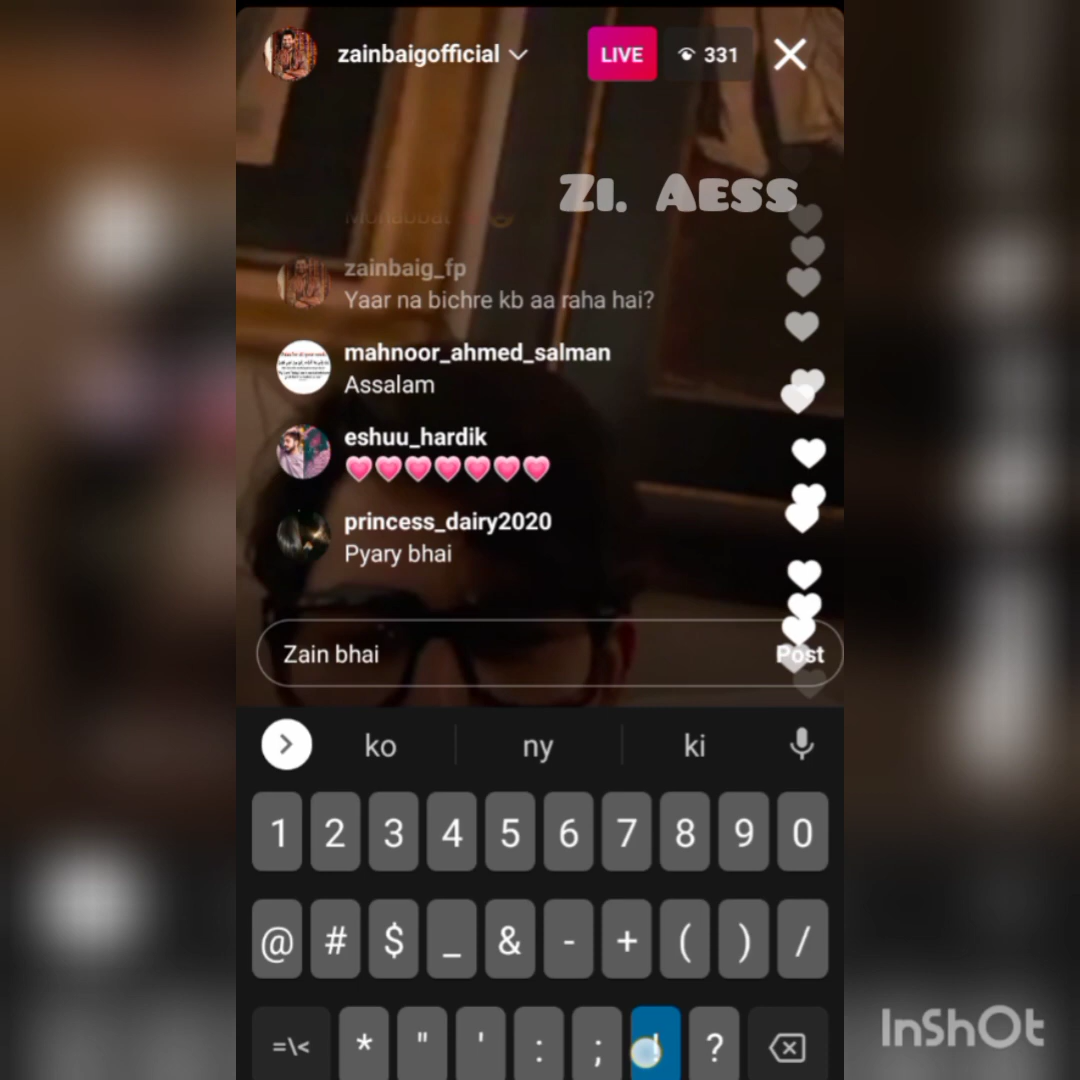 zainbaigofficial
LIVE
331
Zi. Aess
Mohabbat
zainbaig_fp
Yaar na bichre kb aa raha hai?
mahnoor_ahmed_salman
Assalam
eshuu_hardik
princess_dairy2020
Pyary bhai
Zain bhai
Post
ko ny ki
1 2 3 4 5 6 7 8 9 0
@ # $ _ & - + ( ) /
=\< * " ' : ; ! ?
InShOt